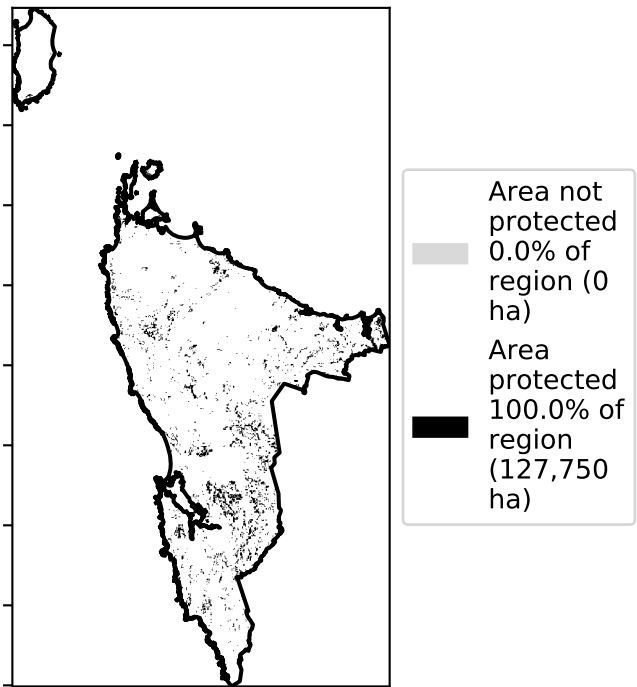 Area not
protected
0.0% of
region (0
ha)
Area
protected
100.0% of
region
(127,750
ha)